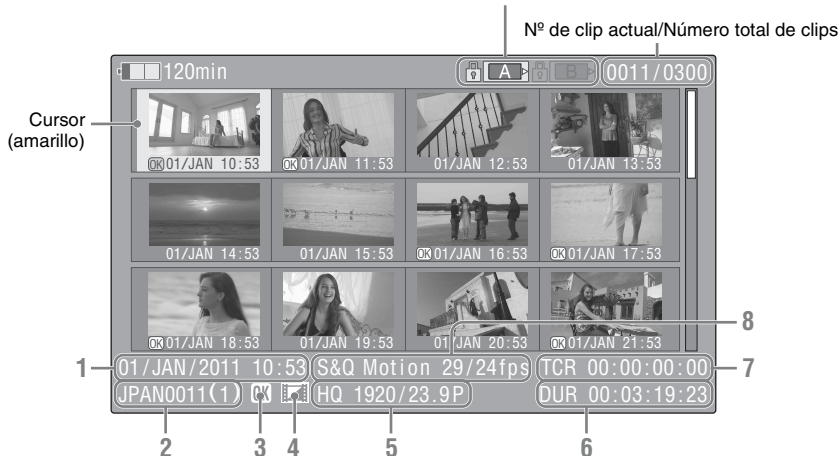 Nº de clip actual/Número total de clips
120min A B 0011/0300
Cursor
(amarillo)
OK 01/JAN 10:53 OK 01/JAN 11:53 01/JAN 12:53 01/JAN 13:53
01/JAN 14:53 01/JAN 15:53 OK 01/JAN 16:53 OK 01/JAN 17:53
OK 01/JAN 18:53 01/JAN 19:53 01/JAN 20:53 OK 01/JAN 21:53
8
1 01/JAN/2011 10:53 S&Q Motion 29/24fps TCR 00:00:00:00 7
JPAN0011(1) OK HQ 1920/23.9P DUR 00:03:19:23
2 3 4 5 6